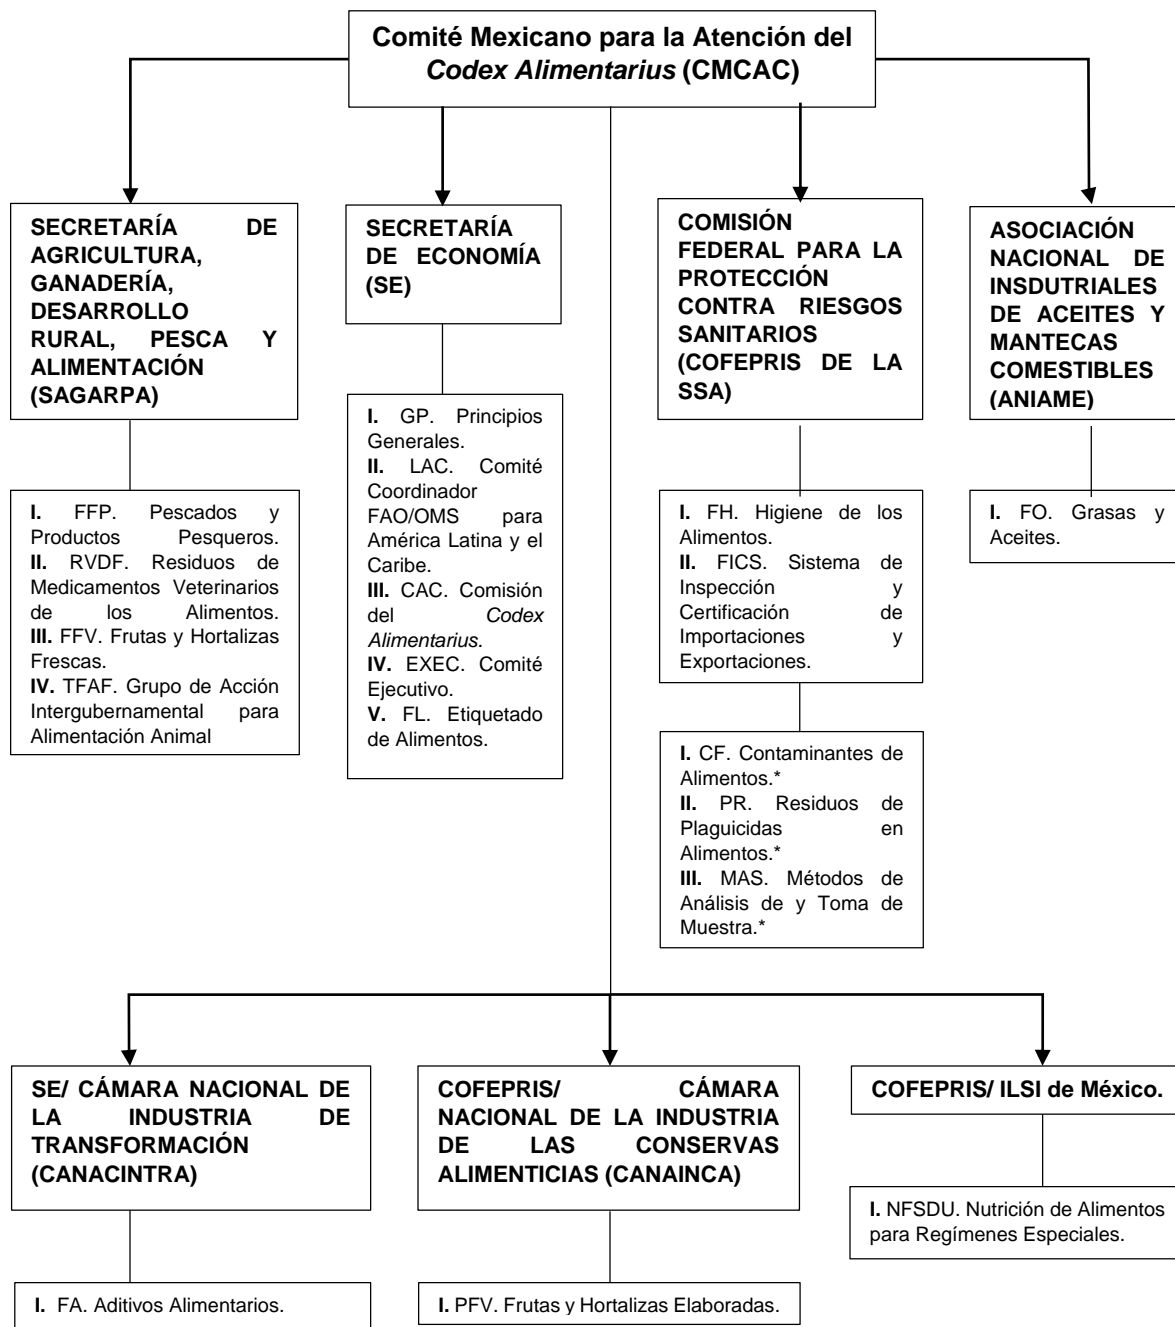 Comité Mexicano para la Atención del
Codex Alimentarius (CMCAC)
SECRETARÍA DE
AGRICULTURA,
GANADERÍA,
DESARROLLO
RURAL, PESCA Y
ALIMENTACIÓN
(SAGARPA)
I. FFP. Pescados y
Productos Pesqueros.
II. RVDF. Residuos de
Medicamentos Veterinarios
de los Alimentos.
III. FFV. Frutas y Hortalizas
Frescas.
IV. TFAF. Grupo de Acción
Intergubernamental para
Alimentación Animal
SECRETARÍA
DE ECONOMÍA
(SE)
I. GP. Principios
Generales.
II. LAC. Comité
Coordinador
FAO/OMS para
América Latina y el
Caribe.
III. CAC. Comisión
del Codex
Alimentarius.
IV. EXEC. Comité
Ejecutivo.
V. FL. Etiquetado
de Alimentos.
COMISIÓN
FEDERAL PARA LA
PROTECCIÓN
CONTRA RIESGOS
SANITARIOS
(COFEPRIS DE LA
SSA)
I. FH. Higiene de los
Alimentos.
II. FICS. Sistema de
Inspección y
Certificación de
Importaciones y
Exportaciones.
I. CF. Contaminantes de
Alimentos.*
II. PR. Residuos de
Plaguicidas en
Alimentos.*
III. MAS. Métodos de
Análisis de y Toma de
Muestra.*
ASOCIACIÓN
NACIONAL DE
INSDUTRIALES
DE ACEITES Y
MANTECAS
COMESTIBLES
(ANIAME)
I. FO. Grasas y
Aceites.
SE/ CÁMARA NACIONAL DE
LA INDUSTRIA DE
TRANSFORMACIÓN
(CANACINTRA)
I. FA. Aditivos Alimentarios.
COFEPRIS/ CÁMARA
NACIONAL DE LA INDUSTRIA
DE LAS CONSERVAS
ALIMENTICIAS (CANAINCA)
I. PFV. Frutas y Hortalizas Elaboradas.
COFEPRIS/ ILSI de México.
I. NFSDU. Nutrición de Alimentos
para Regímenes Especiales.